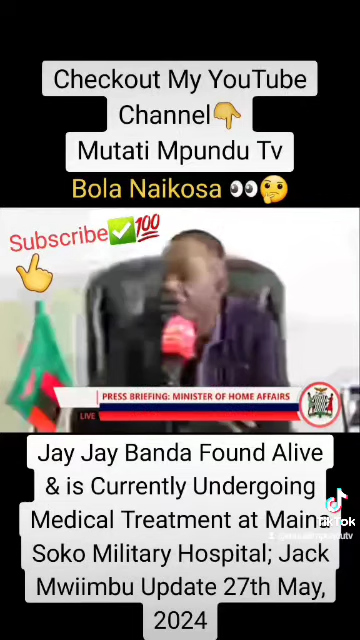 Checkout My YouTube
Channel👇
Mutati Mpundu Tv
Bola Naikosa 👀🤔
Subscribe✅💯
PRESS BRIEFING: MINISTER OF HOME AFFAIRS
LIVE
Jay Jay Banda Found Alive
& is Currently Undergoing
Medical Treatment at Maina
Soko Military Hospital; Jack
Mwiimbu Update 27th May,
2024
TikTok